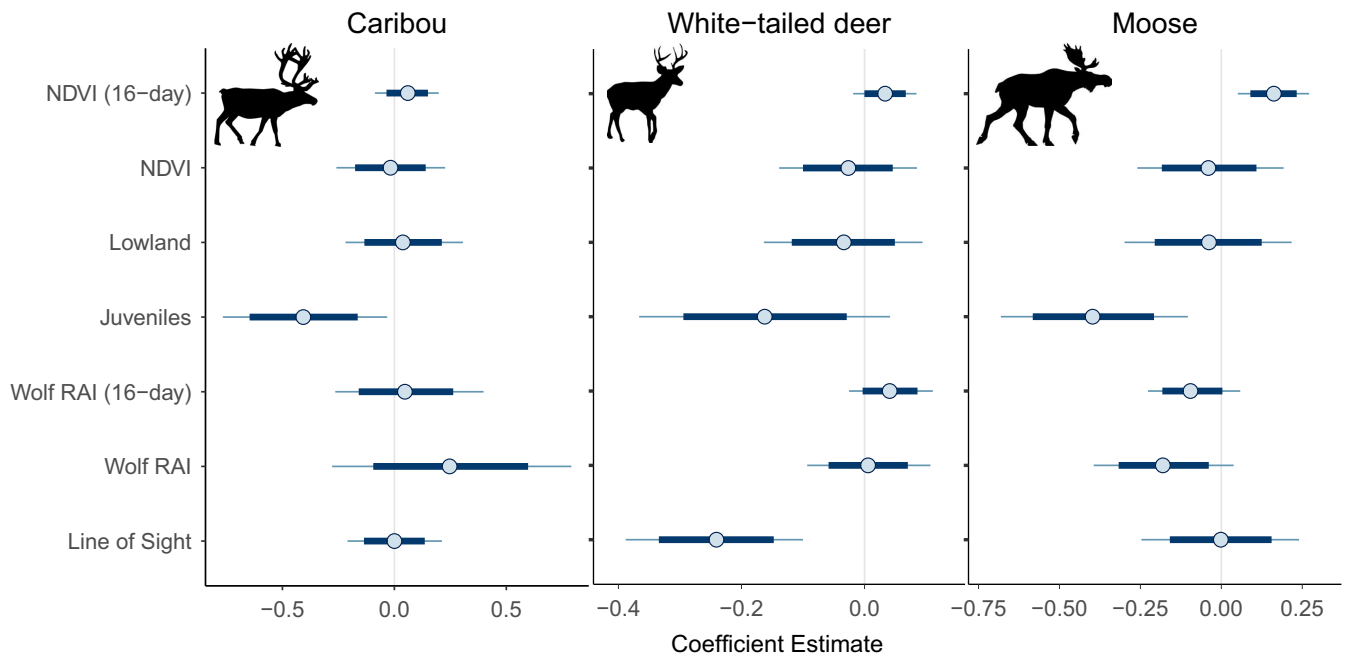 Caribou White−tailed deer Moose
NDVI (16−day)
NDVI
Lowland
Juveniles
Wolf RAI (16−day)
Wolf RAI
Line of Sight
−0.5 0.0 0.5 −0.4 −0.2 0.0 −0.75 −0.50 −0.25 0.00 0.25
Coefficient Estimate